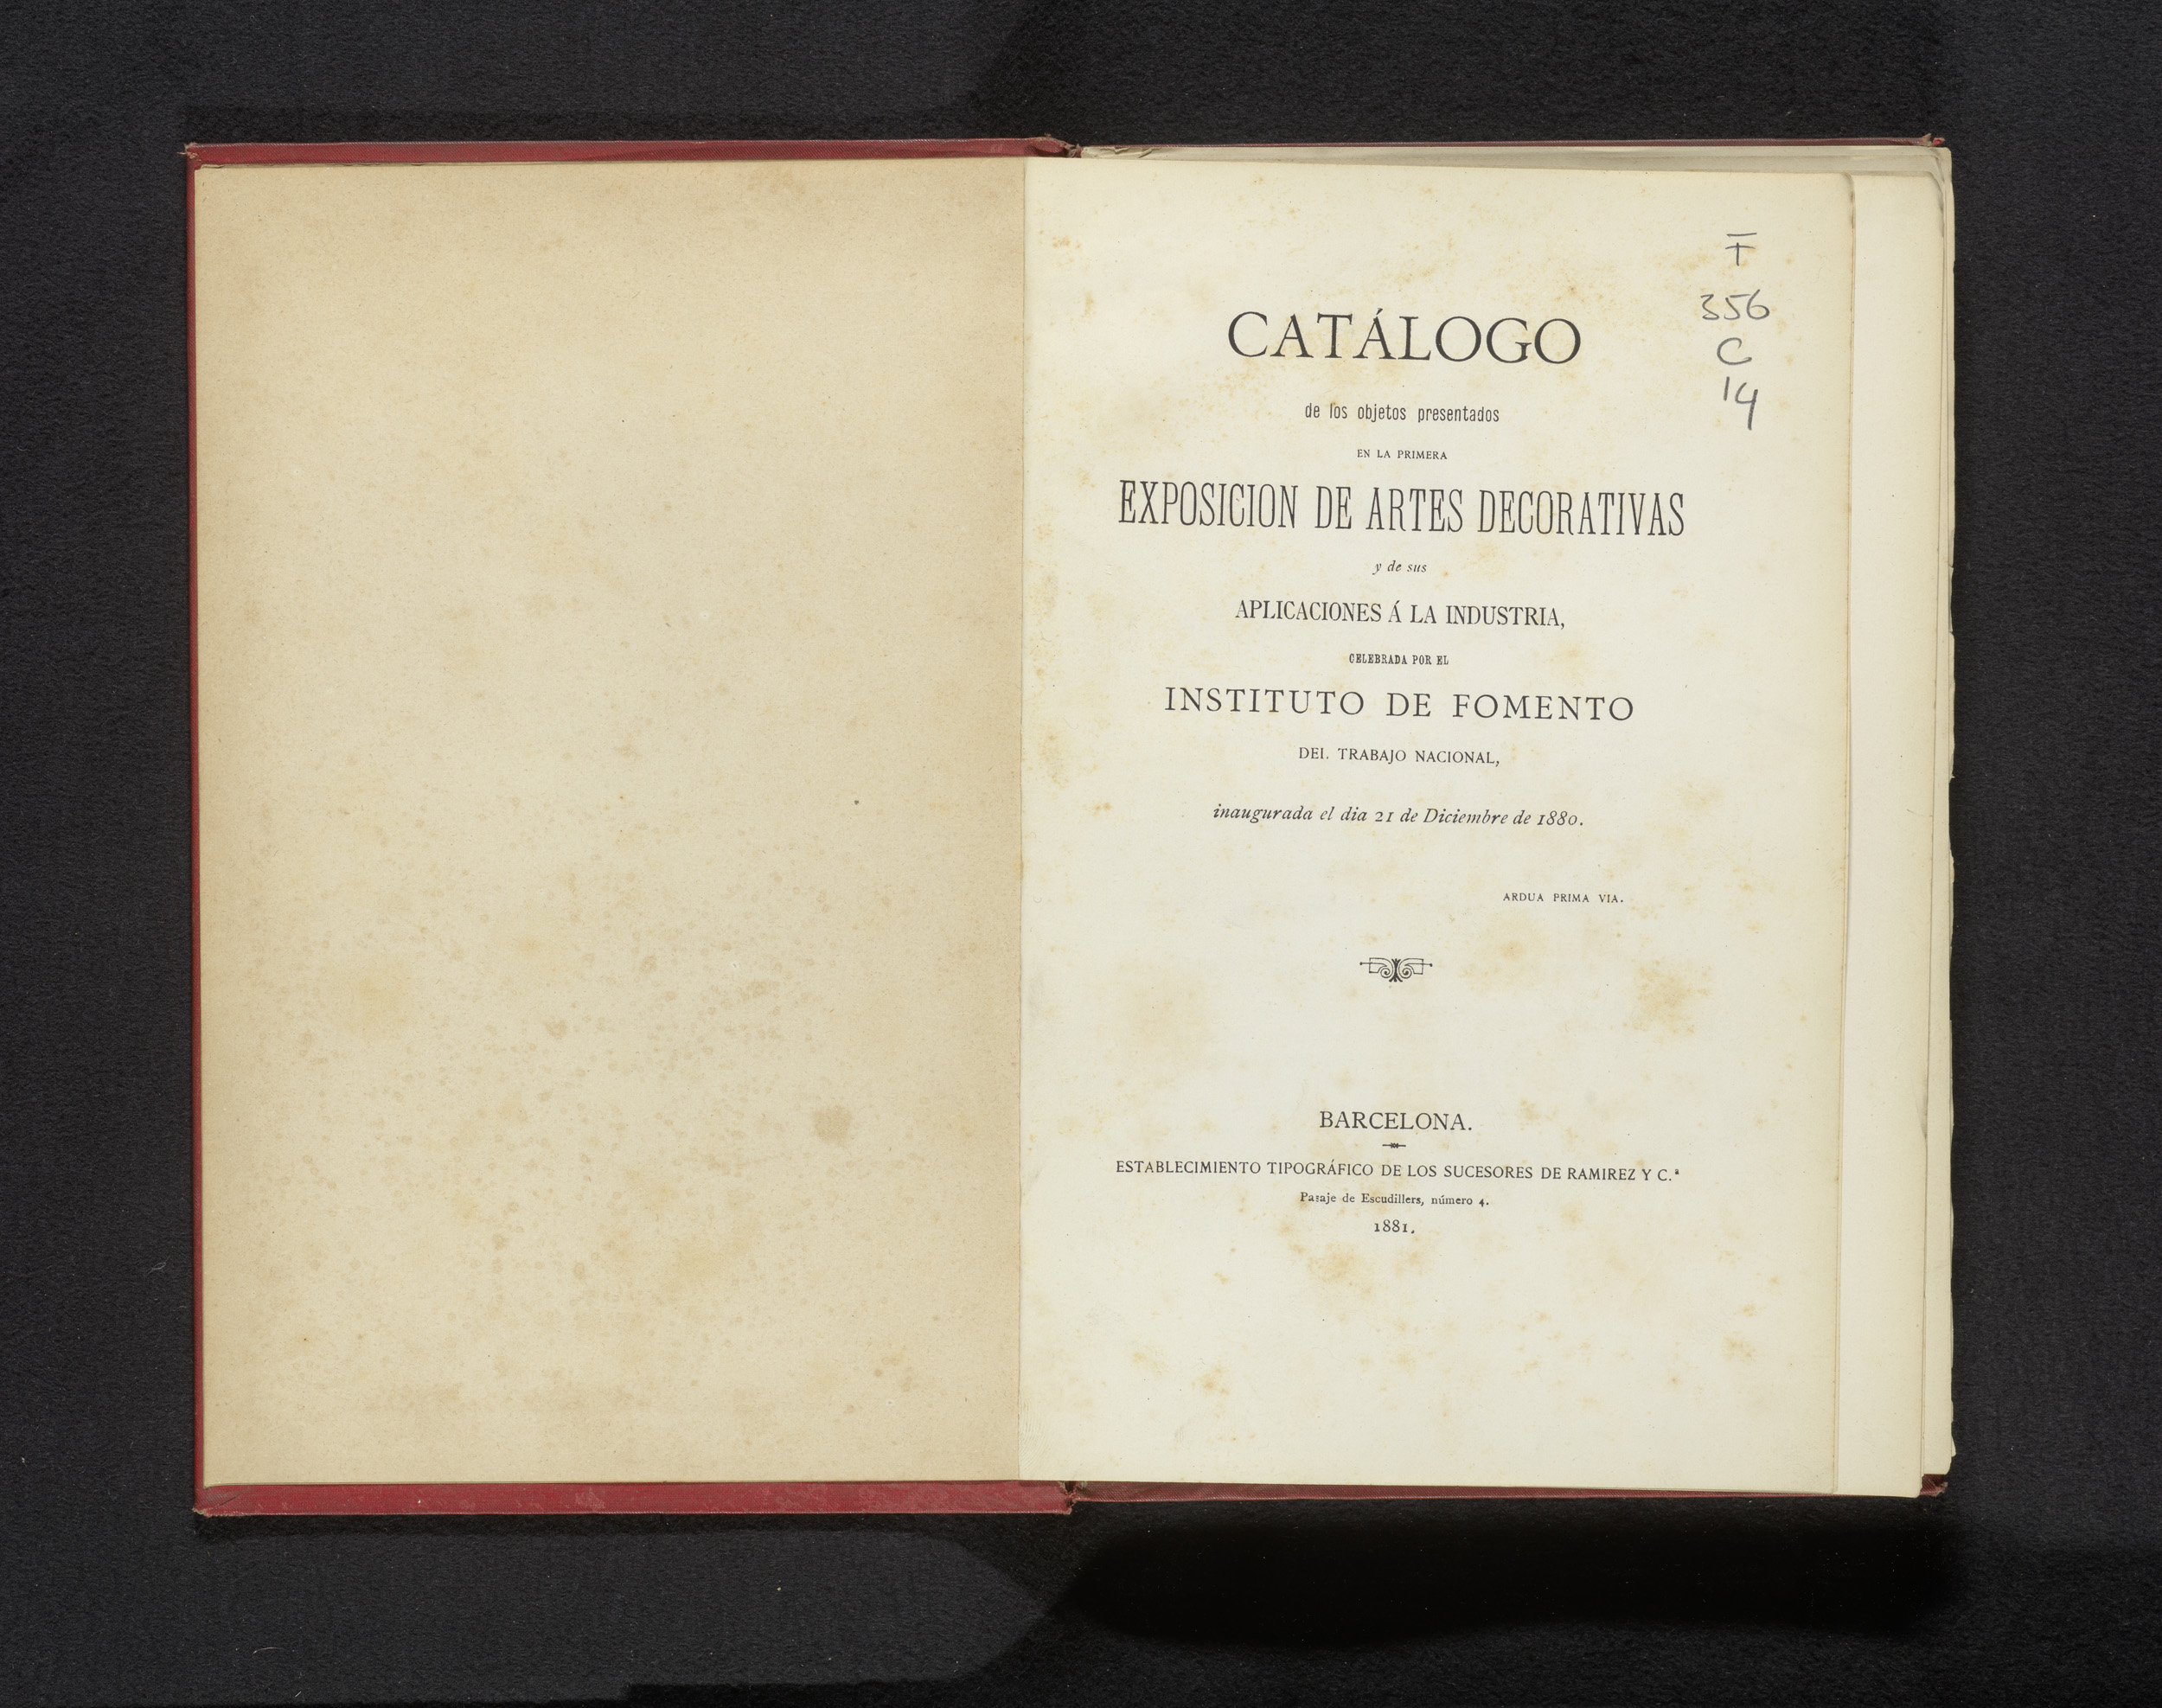 T
356
C
14
CATÁLOGO
de los objetos presentados
EN LA PRIMERA
EXPOSICION DE ARTES DECORATIVAS
y de sus
APLICACIONES Á LA INDUSTRIA,
CELEBRADA POR EL
INSTITUTO DE FOMENTO
DEL TRABAJO NACIONAL,
inaugurada el dia 21 de Diciembre de 1880.
ARDUA PRIMA VIA.
BARCELONA.
ESTABLECIMIENTO TIPOGRÁFICO DE LOS SUCESORES DE RAMIREZ Y C.ª
Pasaje de Escudillers, número 4.
1881.